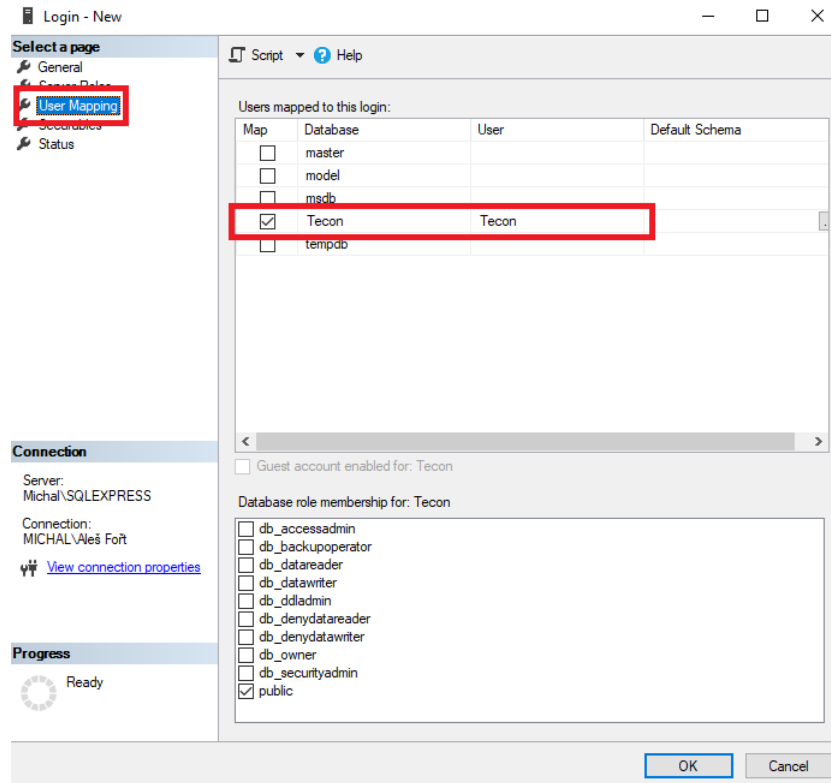 Login - New
Select a page
General
User Mapping
Status
Script Help
Users mapped to this login:
Map Database User Default Schema
master
model
msdb
Tecon Tecon
tempdb
Guest account enabled for: Tecon
Database role membership for: Tecon
db_accessadmin
db_backupoperator
db_datareader
db_datawriter
db_ddladmin
db_denydatareader
db_denydatawriter
db_owner
db_securityadmin
public
Connection
Server:
Michal\SQLEXPRESS
Connection:
MICHAL\Aleš Fořt
View connection properties
Progress
Ready
OK Cancel